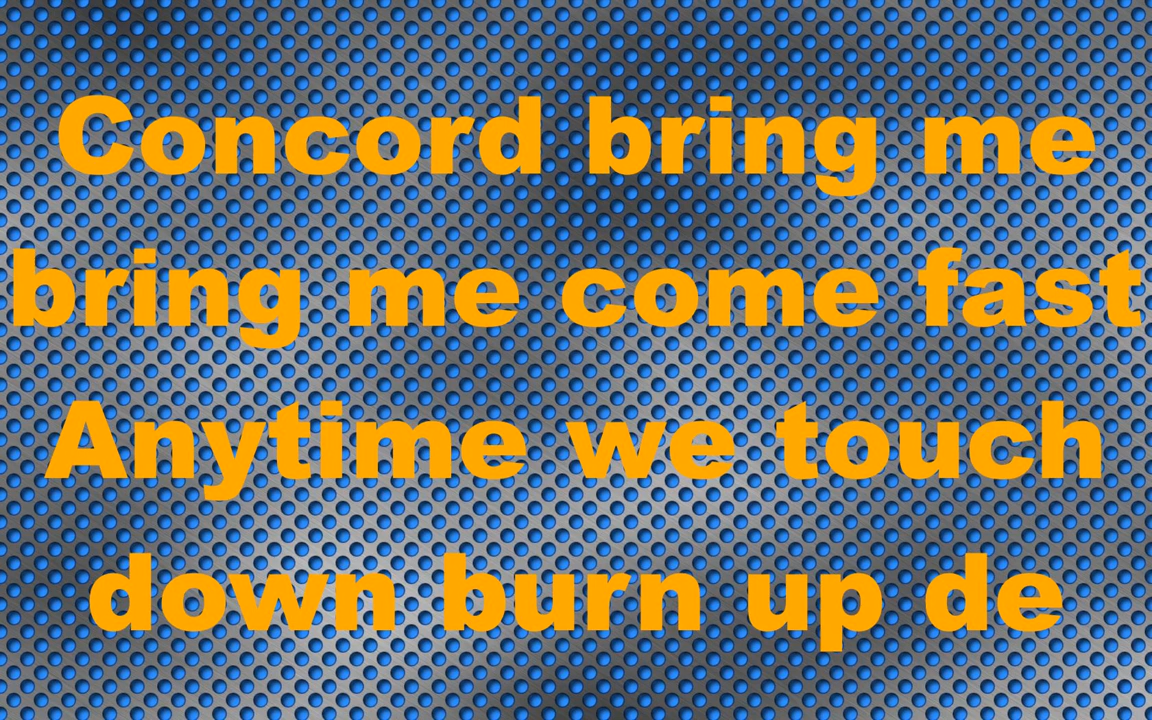 Concord bring me
bring me come fast
Anytime we touch
down burn up de